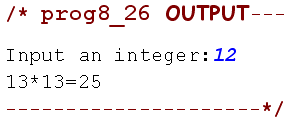 /* prog8_26 OUTPUT---
Input an integer:12
13*13=25
---------------------*/